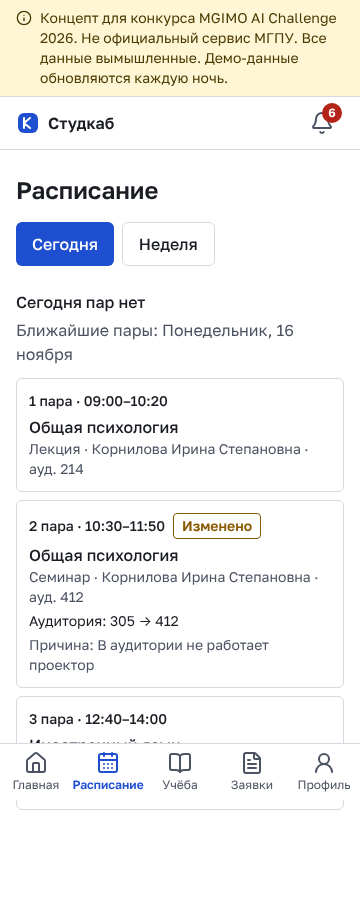 Концепт для конкурса MGIMO AI Challenge
2026. Не официальный сервис МГПУ. Все
данные вымышленные. Демо-данные
обновляются каждую ночь.
Студкаб
6
Расписание
Сегодня
Неделя
Сегодня пар нет
Ближайшие пары: Понедельник, 16
ноября
1 пара · 09:00–10:20
Общая психология
Лекция · Корнилова Ирина Степановна ·
ауд. 214
2 пара · 10:30–11:50
Изменено
Общая психология
Семинар · Корнилова Ирина Степановна ·
ауд. 412
Аудитория: 305 → 412
Причина: В аудитории не работает
проектор
3 пара · 12:40–14:00
Главная
Расписание
Учёба
Заявки
Профиль